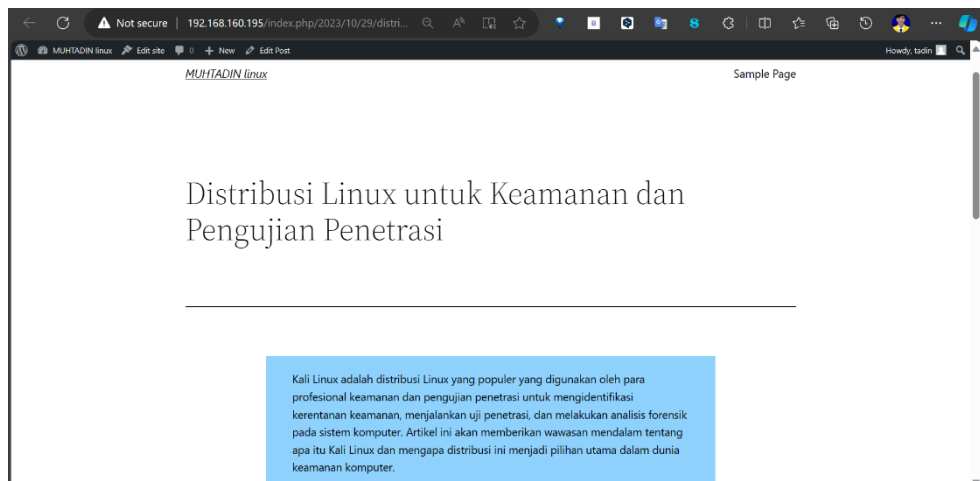 Not secure | 192.168.160.195/index.php/2023/10/29/distri...
MUHTADIN linux Edit site 0 + New Edit Post Howdy, tadin
MUHTADIN linux Sample Page
Distribusi Linux untuk Keamanan dan
Pengujian Penetrasi
Kali Linux adalah distribusi Linux yang populer yang digunakan oleh para
profesional keamanan dan pengujian penetrasi untuk mengidentifikasi
kerentanan keamanan, menjalankan uji penetrasi, dan melakukan analisis forensik
pada sistem komputer. Artikel ini akan memberikan wawasan mendalam tentang
apa itu Kali Linux dan mengapa distribusi ini menjadi pilihan utama dalam dunia
keamanan komputer.